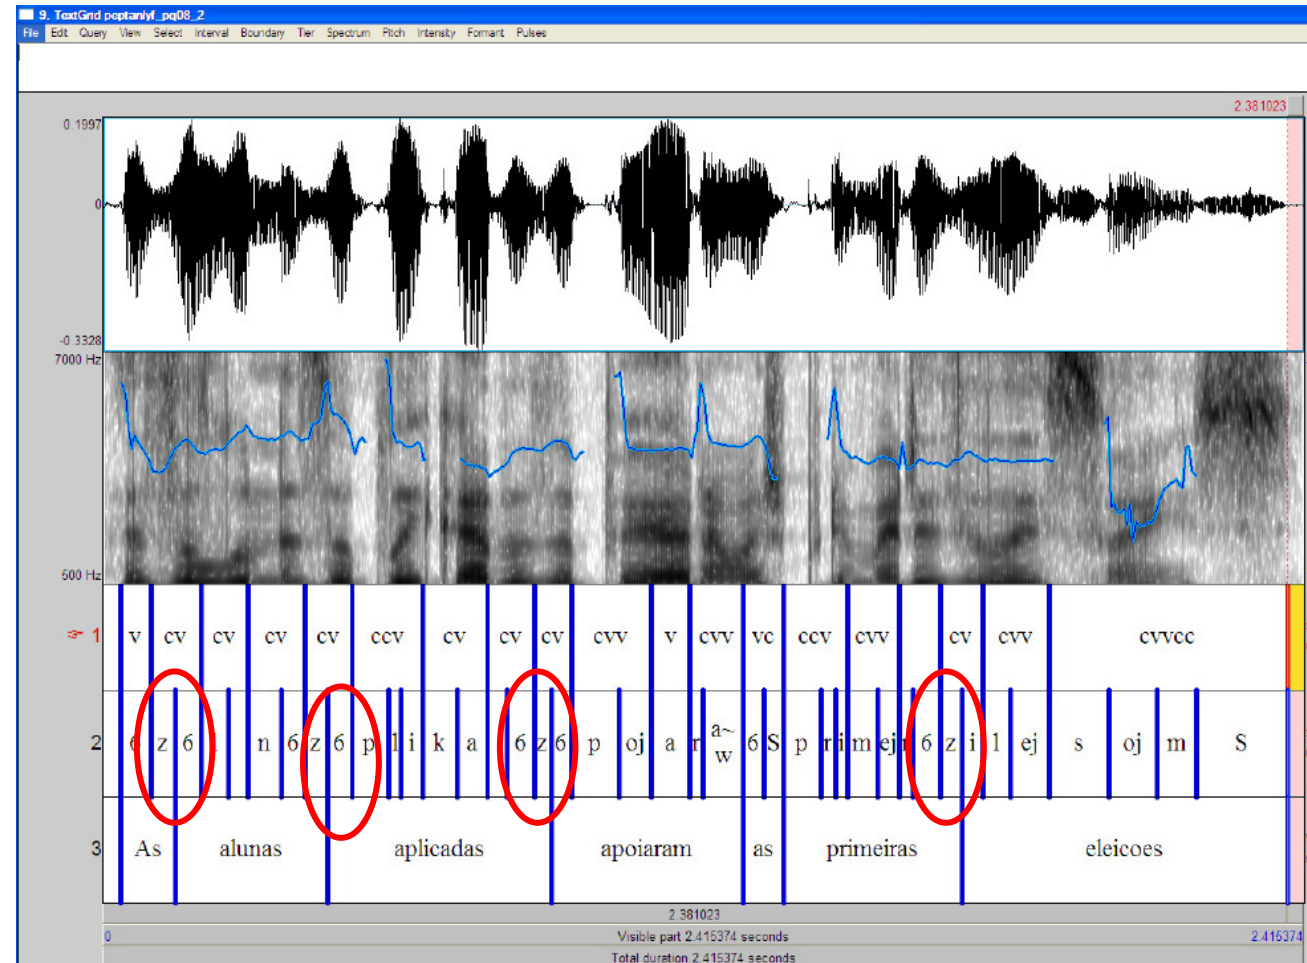 9. TextGrid peptaniyf_pq08_2
File Edit Query View Select Interval Boundary Tier Spectrum Pitch Intensity Formant Pulses
2.381023
0.1997
0
-0.3328
7000 Hz
500 Hz
1 v cv cv cv cv ccv cv cv cv cvv v cvv vc ccv cvv cv cvv cvvcc
2 6 z 6 l n 6 z 6 p l i k a 6 z 6 p oj a r a~w 6 S p r i m ej r 6 z i l ej s oj m S
3 As alunas aplicadas apoiaram as primeiras eleicoes
2.381023
0 Visible part 2.415374 seconds 2.415374
Total duration 2.415374 seconds